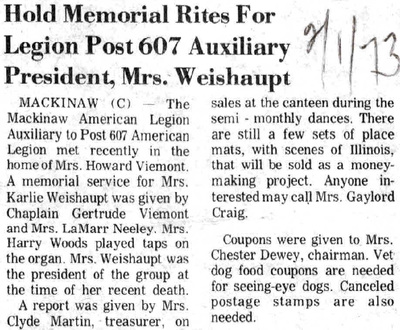 Hold Memorial Rites For
Legion Post 607 Auxiliary
President, Mrs. Weishaupt
2/1/73
MACKINAW (C) — The
Mackinaw American Legion
Auxiliary to Post 607 American
Legion met recently in the
home of Mrs. Howard Viemont.
A memorial service for Mrs.
Karlie Weishaupt was given by
Chaplain Gertrude Viemont
and Mrs. LaMarr Neeley. Mrs.
Harry Woods played taps on
the organ. Mrs. Weishaupt was
the president of the group at
the time of her recent death.
A report was given by Mrs.
Clyde Martin, treasurer, on
sales at the canteen during the
semi - monthly dances. There
are still a few sets of place
mats, with scenes of Illinois,
that will be sold as a money-
making project. Anyone in-
terested may call Mrs. Gaylord
Craig.
Coupons were given to Mrs.
Chester Dewey, chairman. Vet
dog food coupons are needed
for seeing-eye dogs. Canceled
postage stamps are also
needed.